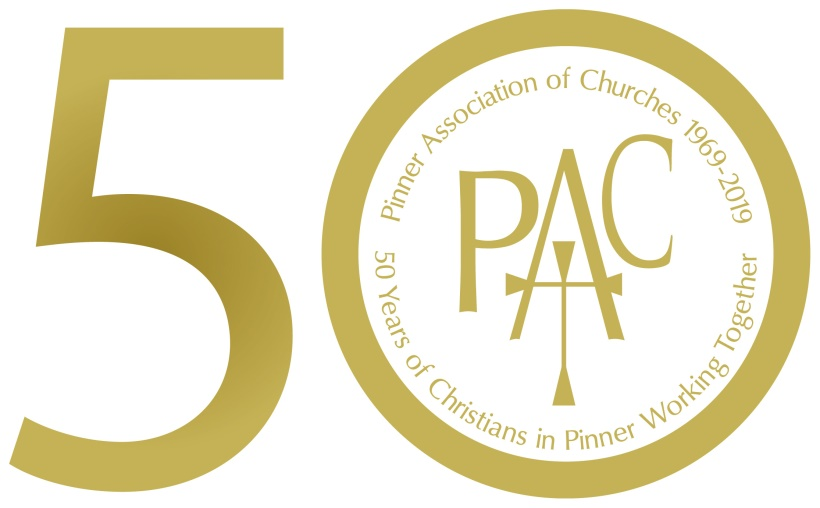 50
Pinner Association of Churches 1969-2019
PAC
50 Years of Christians in Pinner Working Together